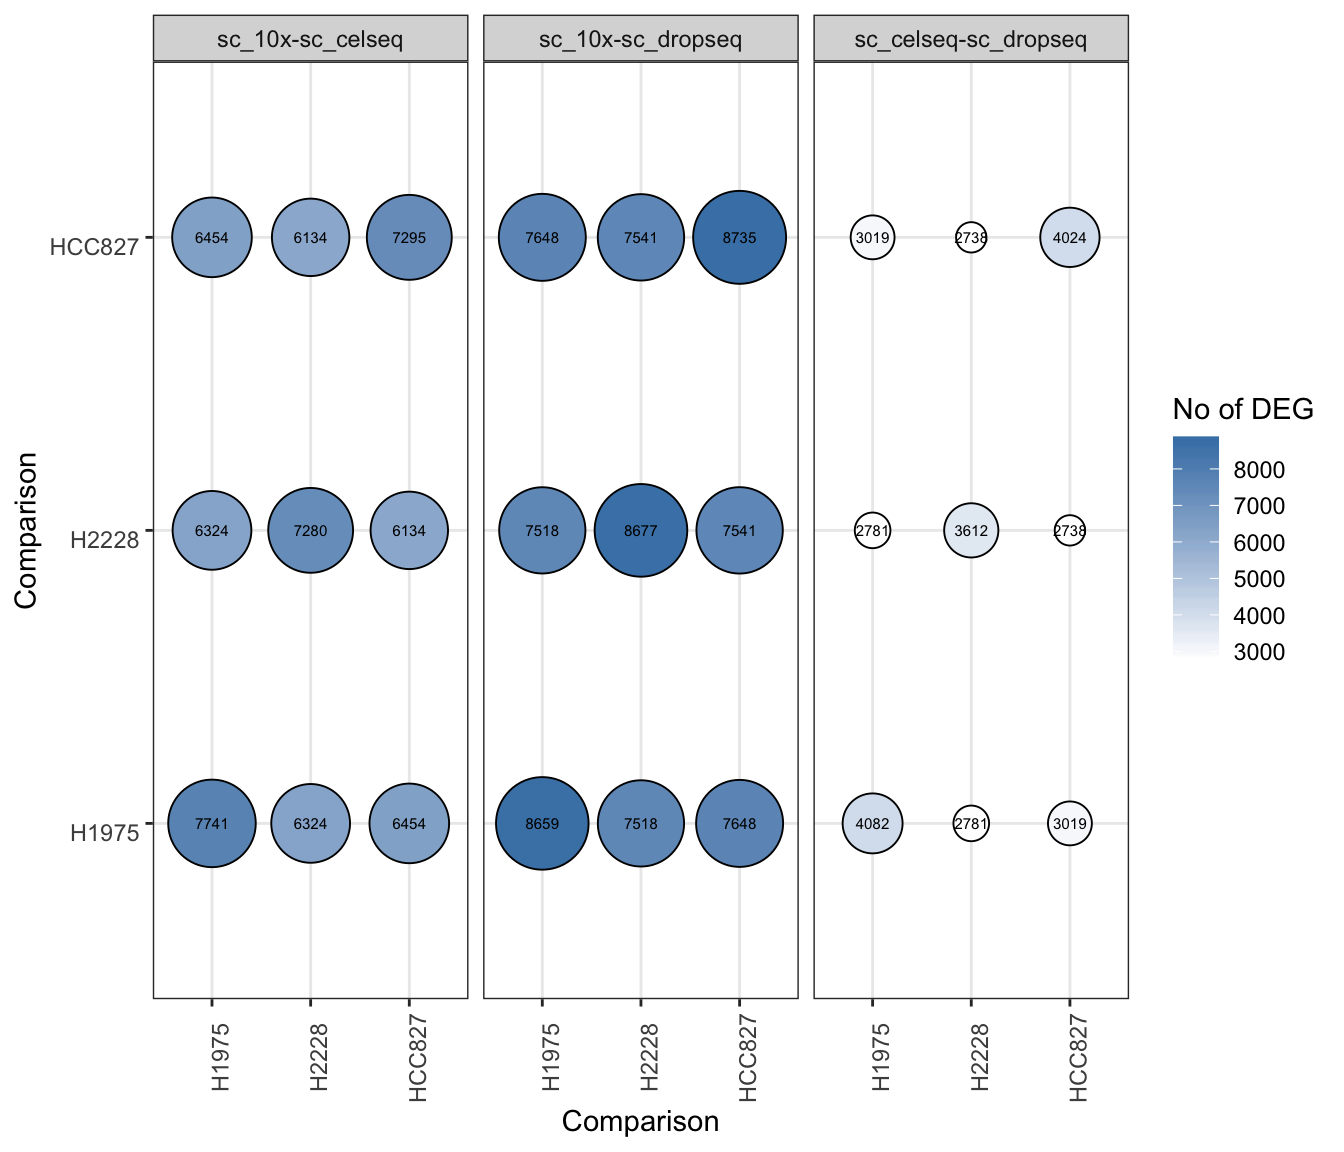 sc_10x-sc_celseq
sc_10x-sc_dropseq
sc_celseq-sc_dropseq
Comparison
HCC827
6454
6134
7295
7648
7541
8735
3019
2738
4024
H2228
6324
7280
6134
7518
8677
7541
2781
3612
2738
H1975
7741
6324
6454
8659
7518
7648
4082
2781
3019
H1975
H2228
HCC827
H1975
H2228
HCC827
H1975
H2228
HCC827
Comparison
No of DEG
8000
7000
6000
5000
4000
3000